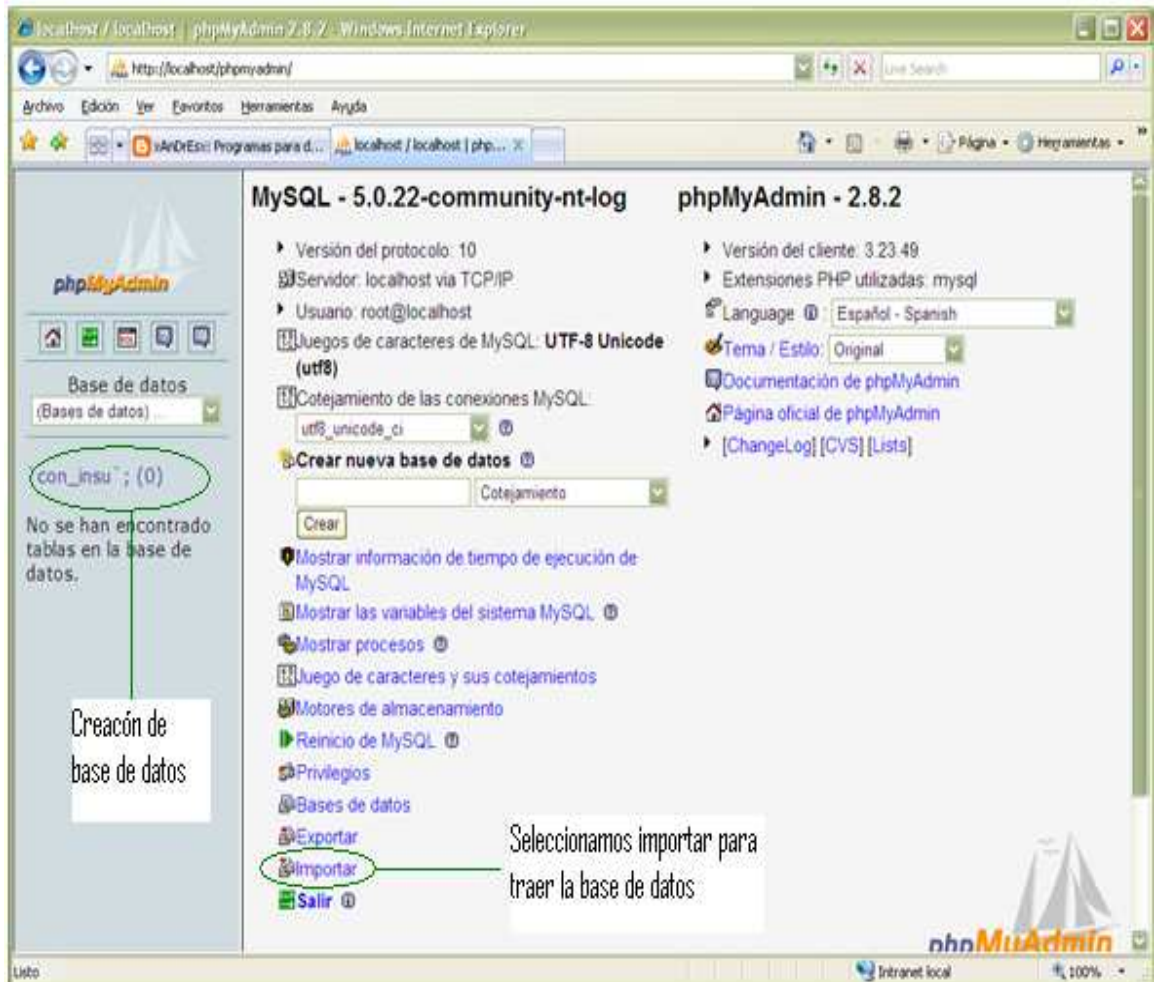 localhost / localhost | phpMyAdmin 2.8.2 - Windows Internet Explorer
http://localhost/phpmyadmin/
Live Search
Archivo Edición Ver Favoritos Herramientas Ayuda
xAnDrEsx: Programas para d...
localhost / localhost | php...
Página
Herramientas
phpMyAdmin
Base de datos
(Bases de datos) ...
con_insu`; (0)
No se han encontrado
tablas en la base de
datos.
Creacón de
base de datos
MySQL - 5.0.22-community-nt-log
Versión del protocolo: 10
Servidor: localhost via TCP/IP
Usuario: root@localhost
Juegos de caracteres de MySQL: UTF-8 Unicode
(utf8)
Cotejamiento de las conexiones MySQL:
utf8_unicode_ci
Crear nueva base de datos
Cotejamiento
Crear
Mostrar información de tiempo de ejecución de
MySQL
Mostrar las variables del sistema MySQL
Mostrar procesos
Juego de caracteres y sus cotejamientos
Motores de almacenamiento
Reinicio de MySQL
Privilegios
Bases de datos
Exportar
Importar
Salir
Seleccionamos importar para
traer la base de datos
phpMyAdmin - 2.8.2
Versión del cliente: 3.23.49
Extensiones PHP utilizadas: mysql
Language : Español - Spanish
Tema / Estilo: Original
Documentación de phpMyAdmin
Página oficial de phpMyAdmin
[ChangeLog] [CVS] [Lists]
phpMyAdmin
Listo
Intranet local
100%